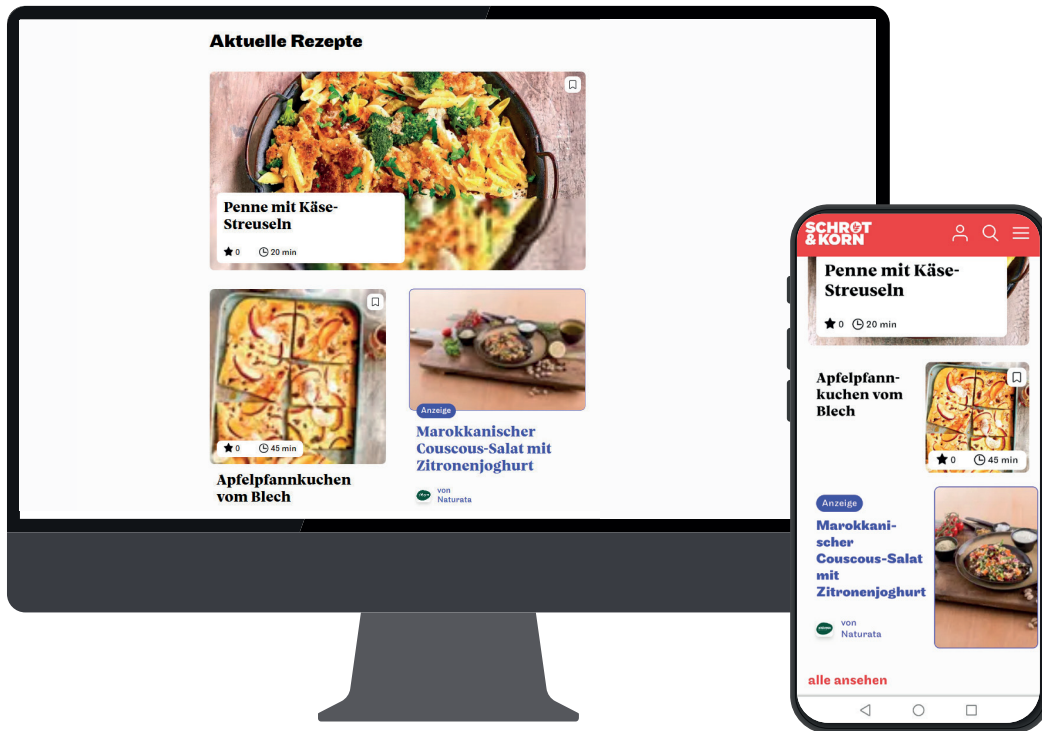 Aktuelle Rezepte
Penne mit Käse-
Streuseln
0 20 min
0 45 min
Apfelpfannkuchen
vom Blech
Anzeige
Marokkanischer
Couscous-Salat mit
Zitronenjoghurt
von
Naturata
SCHROT
& KORN
Penne mit Käse-
Streuseln
0 20 min
Apfelpfann-
kuchen vom
Blech
0 45 min
Anzeige
Marokkani-
scher
Couscous-Salat
mit
Zitronenjoghurt
von
Naturata
alle ansehen